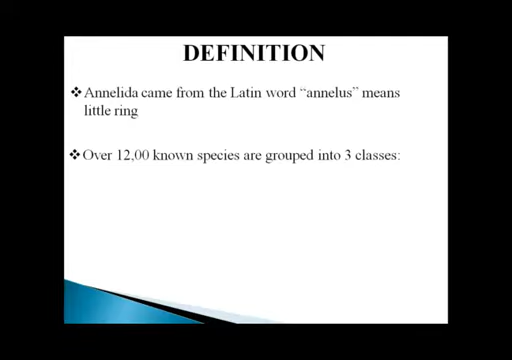 DEFINITION
❖ Annelida came from the Latin word “annelus” means
little ring
❖ Over 12,00 known species are grouped into 3 classes: